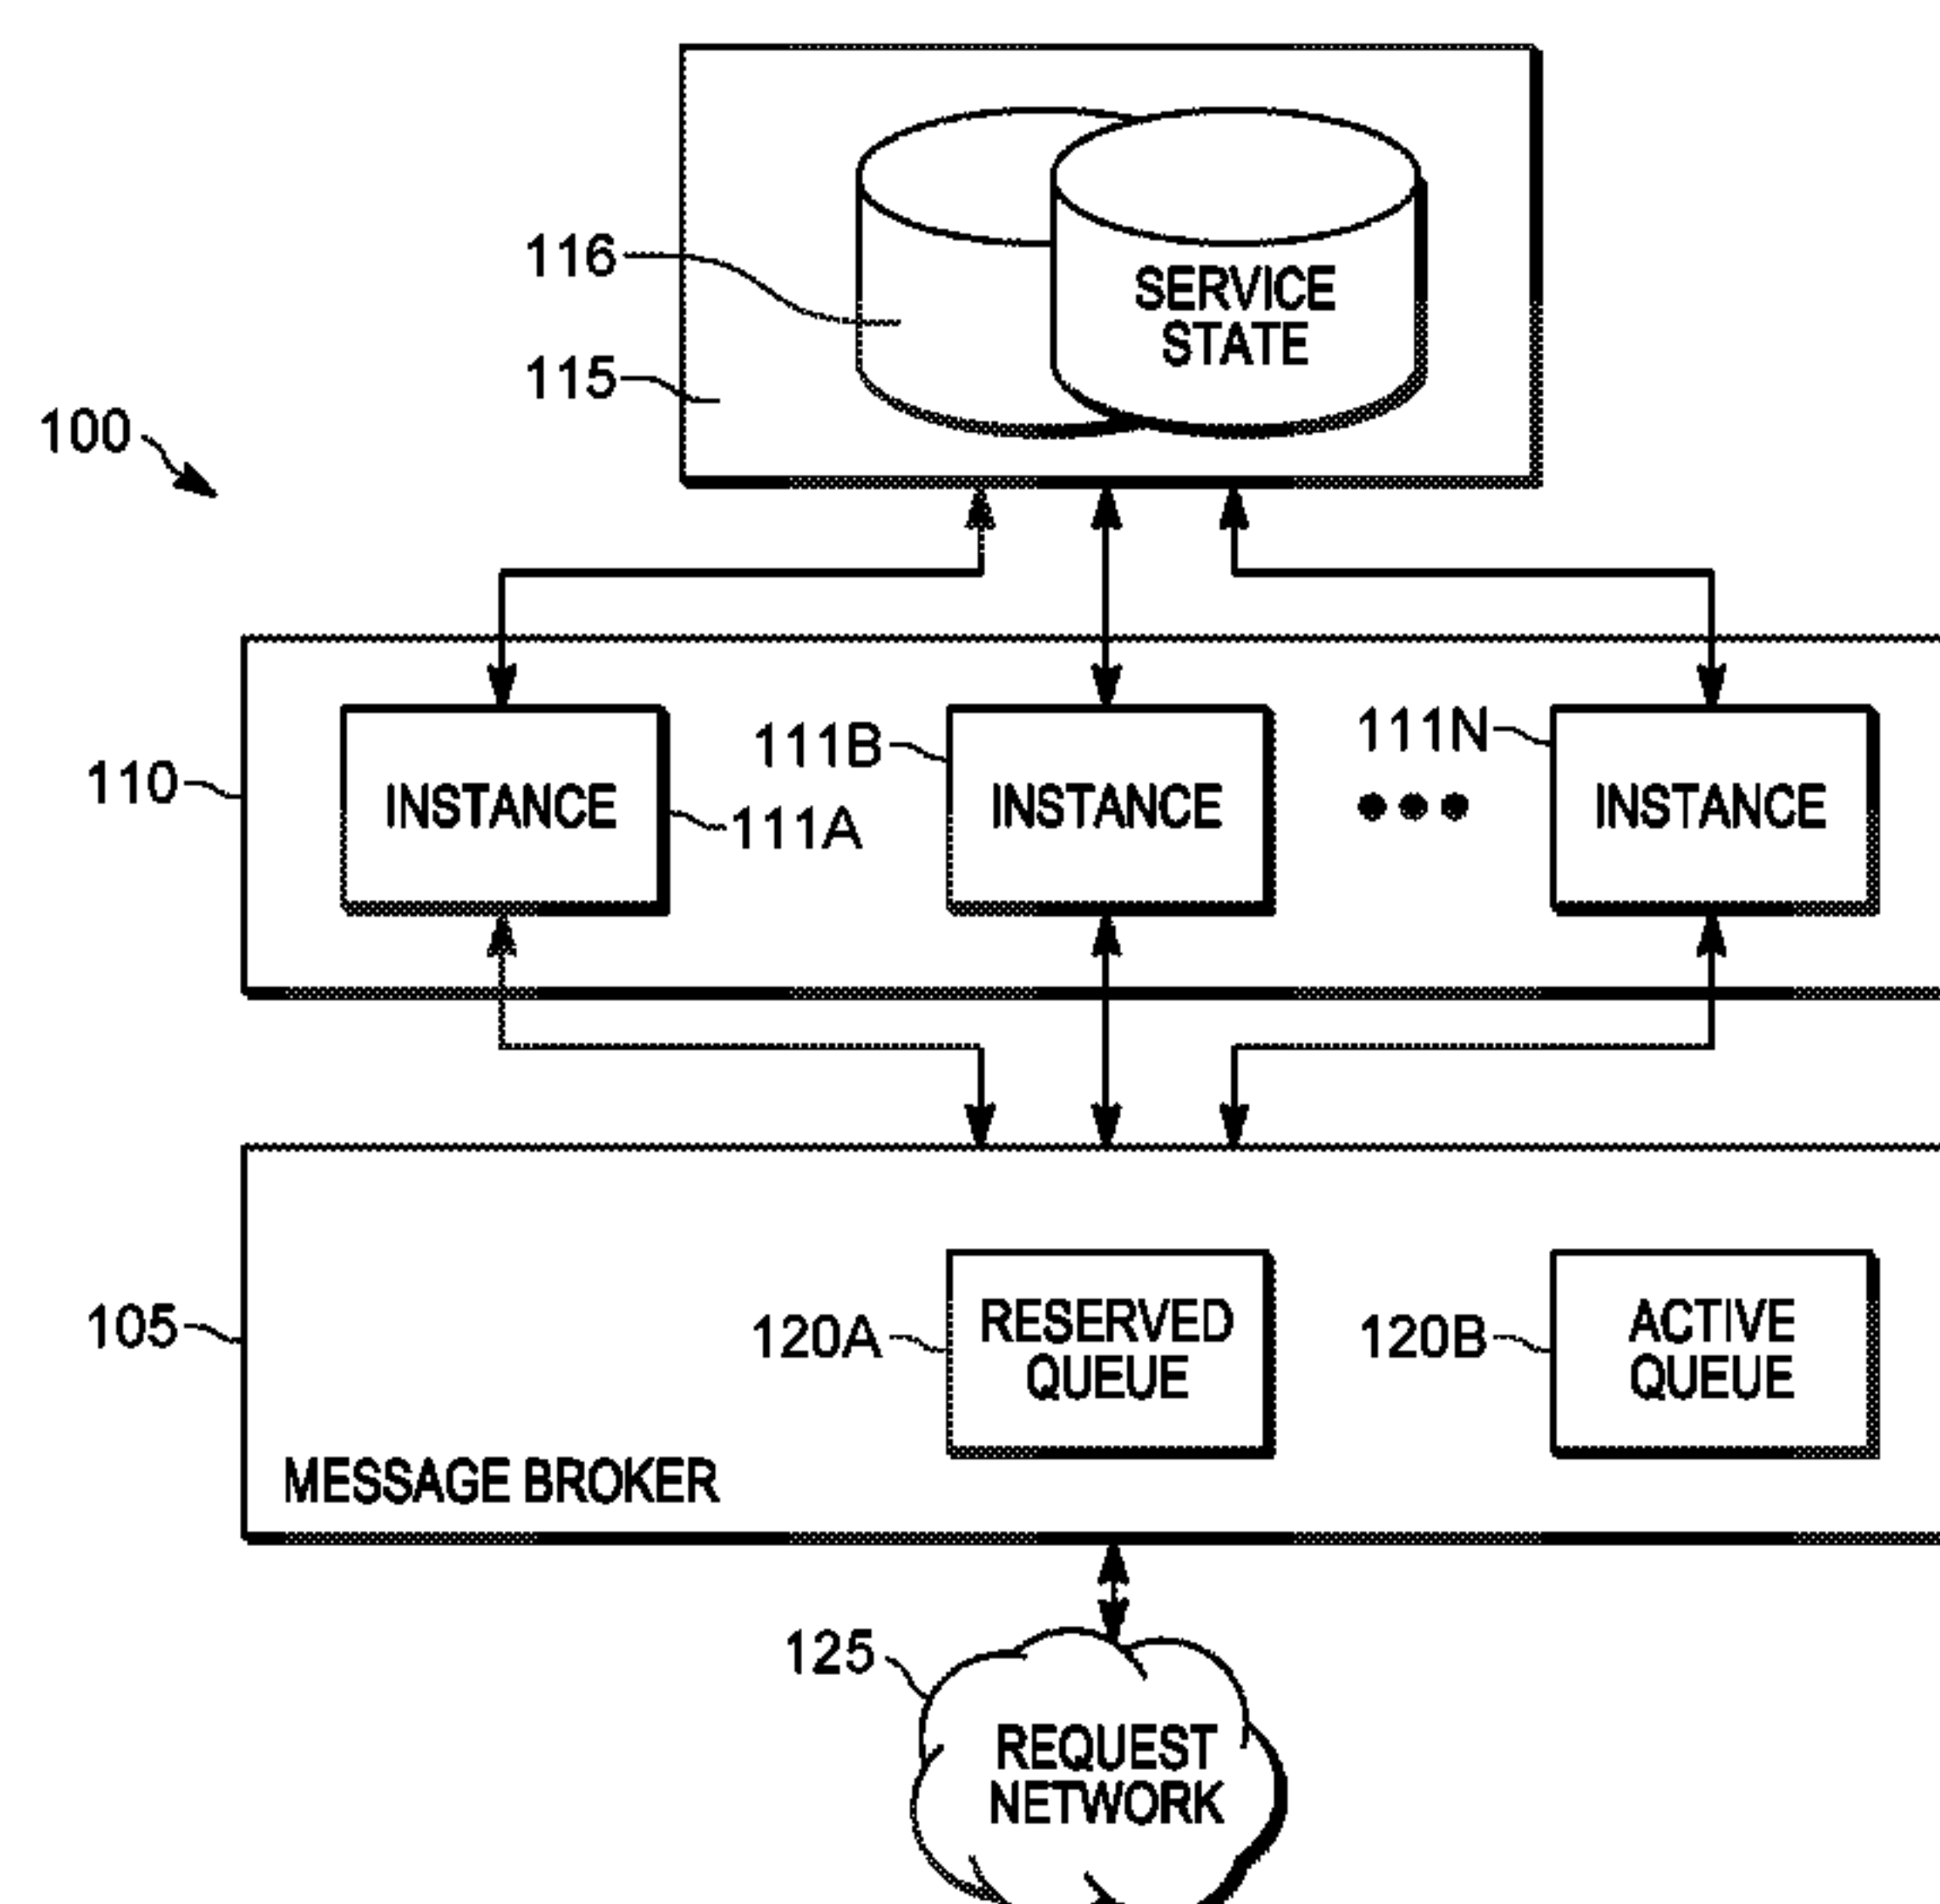 116
SERVICE
STATE
115
100
111B
111N
110
INSTANCE
111A
INSTANCE
INSTANCE
105
120A
RESERVED
QUEUE
120B
ACTIVE
QUEUE
MESSAGE BROKER
125
REQUEST
NETWORK